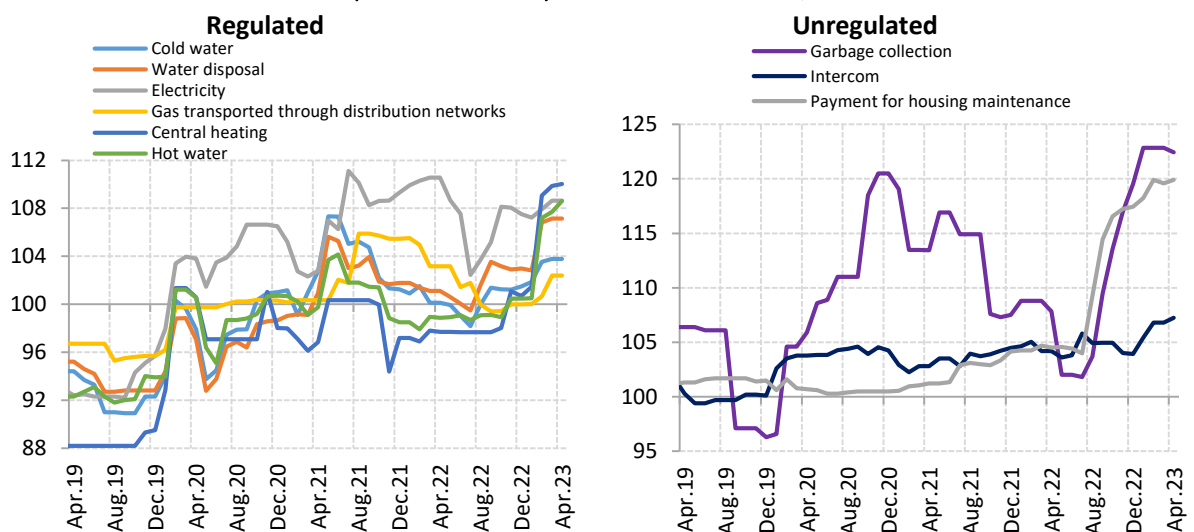 Regulated
Cold water
Water disposal
Electricity
Gas transported through distribution networks
Central heating
Hot water
112
108
104
100
96
92
88
Apr.19
Aug.19
Dec.19
Apr.20
Aug.20
Dec.20
Apr.21
Aug.21
Dec.21
Apr.22
Aug.22
Dec.22
Apr.23
Unregulated
Garbage collection
Intercom
Payment for housing maintenance
125
120
115
110
105
100
95
Apr.19
Aug.19
Dec.19
Apr.20
Aug.20
Dec.20
Apr.21
Aug.21
Dec.21
Apr.22
Aug.22
Dec.22
Apr.23